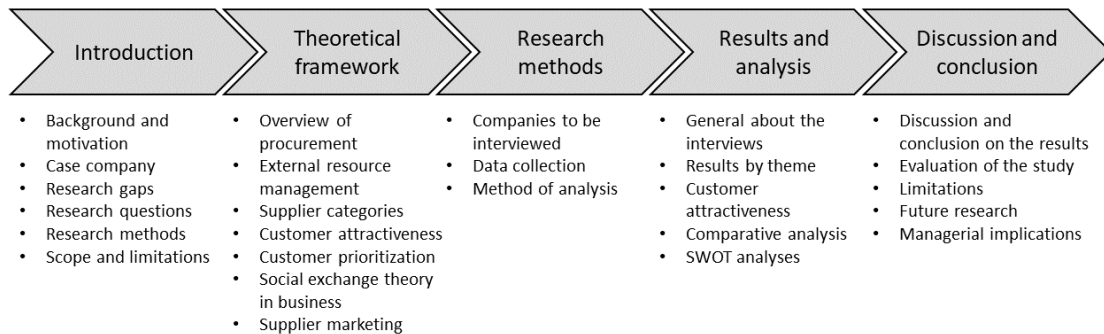 Introduction
Theoretical
framework
Research
methods
Results and
analysis
Discussion and
conclusion
• Background and
motivation
• Case company
• Research gaps
• Research questions
• Research methods
• Scope and limitations
• Overview of
procurement
• External resource
management
• Supplier categories
• Customer attractiveness
• Customer prioritization
• Social exchange theory
in business
• Supplier marketing
• Companies to be
interviewed
• Data collection
• Method of analysis
• General about the
interviews
• Results by theme
• Customer
attractiveness
• Comparative analysis
• SWOT analyses
• Discussion and
conclusion on the results
• Evaluation of the study
• Limitations
• Future research
• Managerial implications